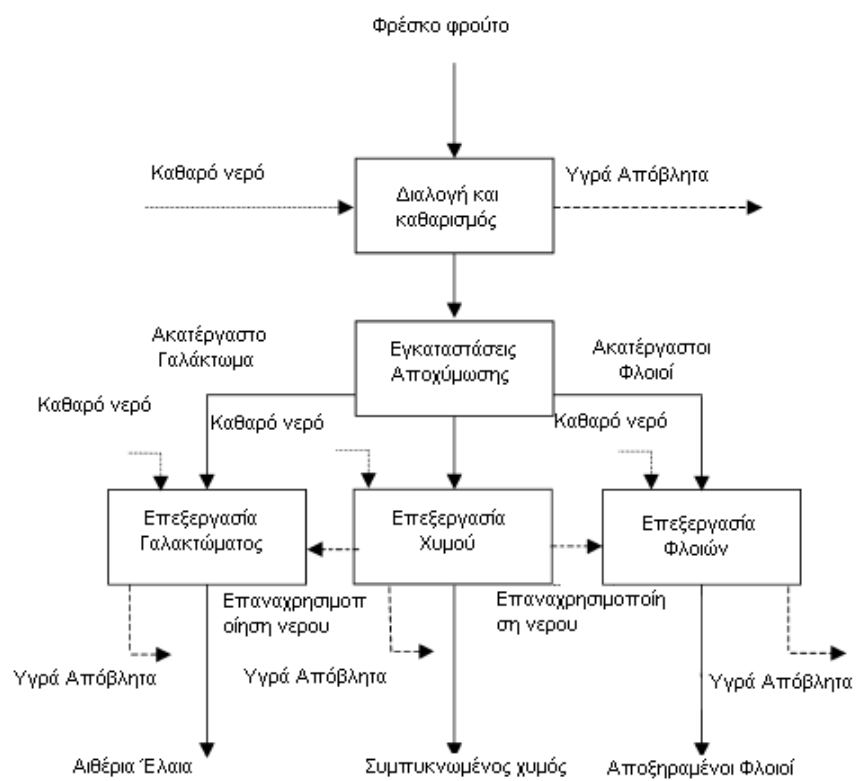 Φρέσκο φρούτο
Καθαρό νερό
Υγρά Απόβλητα
Διαλογή και
καθαρισμός
Ακατέργαστο
Γαλάκτωμα
Εγκαταστάσεις
Αποχύμωσης
Ακατέργαστοι
Φλοιοί
Καθαρό νερό
Καθαρό νερό
Καθαρό νερό
Επεξεργασία
Γαλακτώματος
Επεξεργασία
Χυμού
Επεξεργασία
Φλοιών
Επαναχρησιμοπ
οίηση νερου
Επαναχρησιμοποίη
ση νερου
Υγρά Απόβλητα
Υγρά Απόβλητα
Υγρά Απόβλητα
Αιθέρια Έλαια
Συμπυκνωμένος χυμός
Αποξηραμένοι Φλοιοί